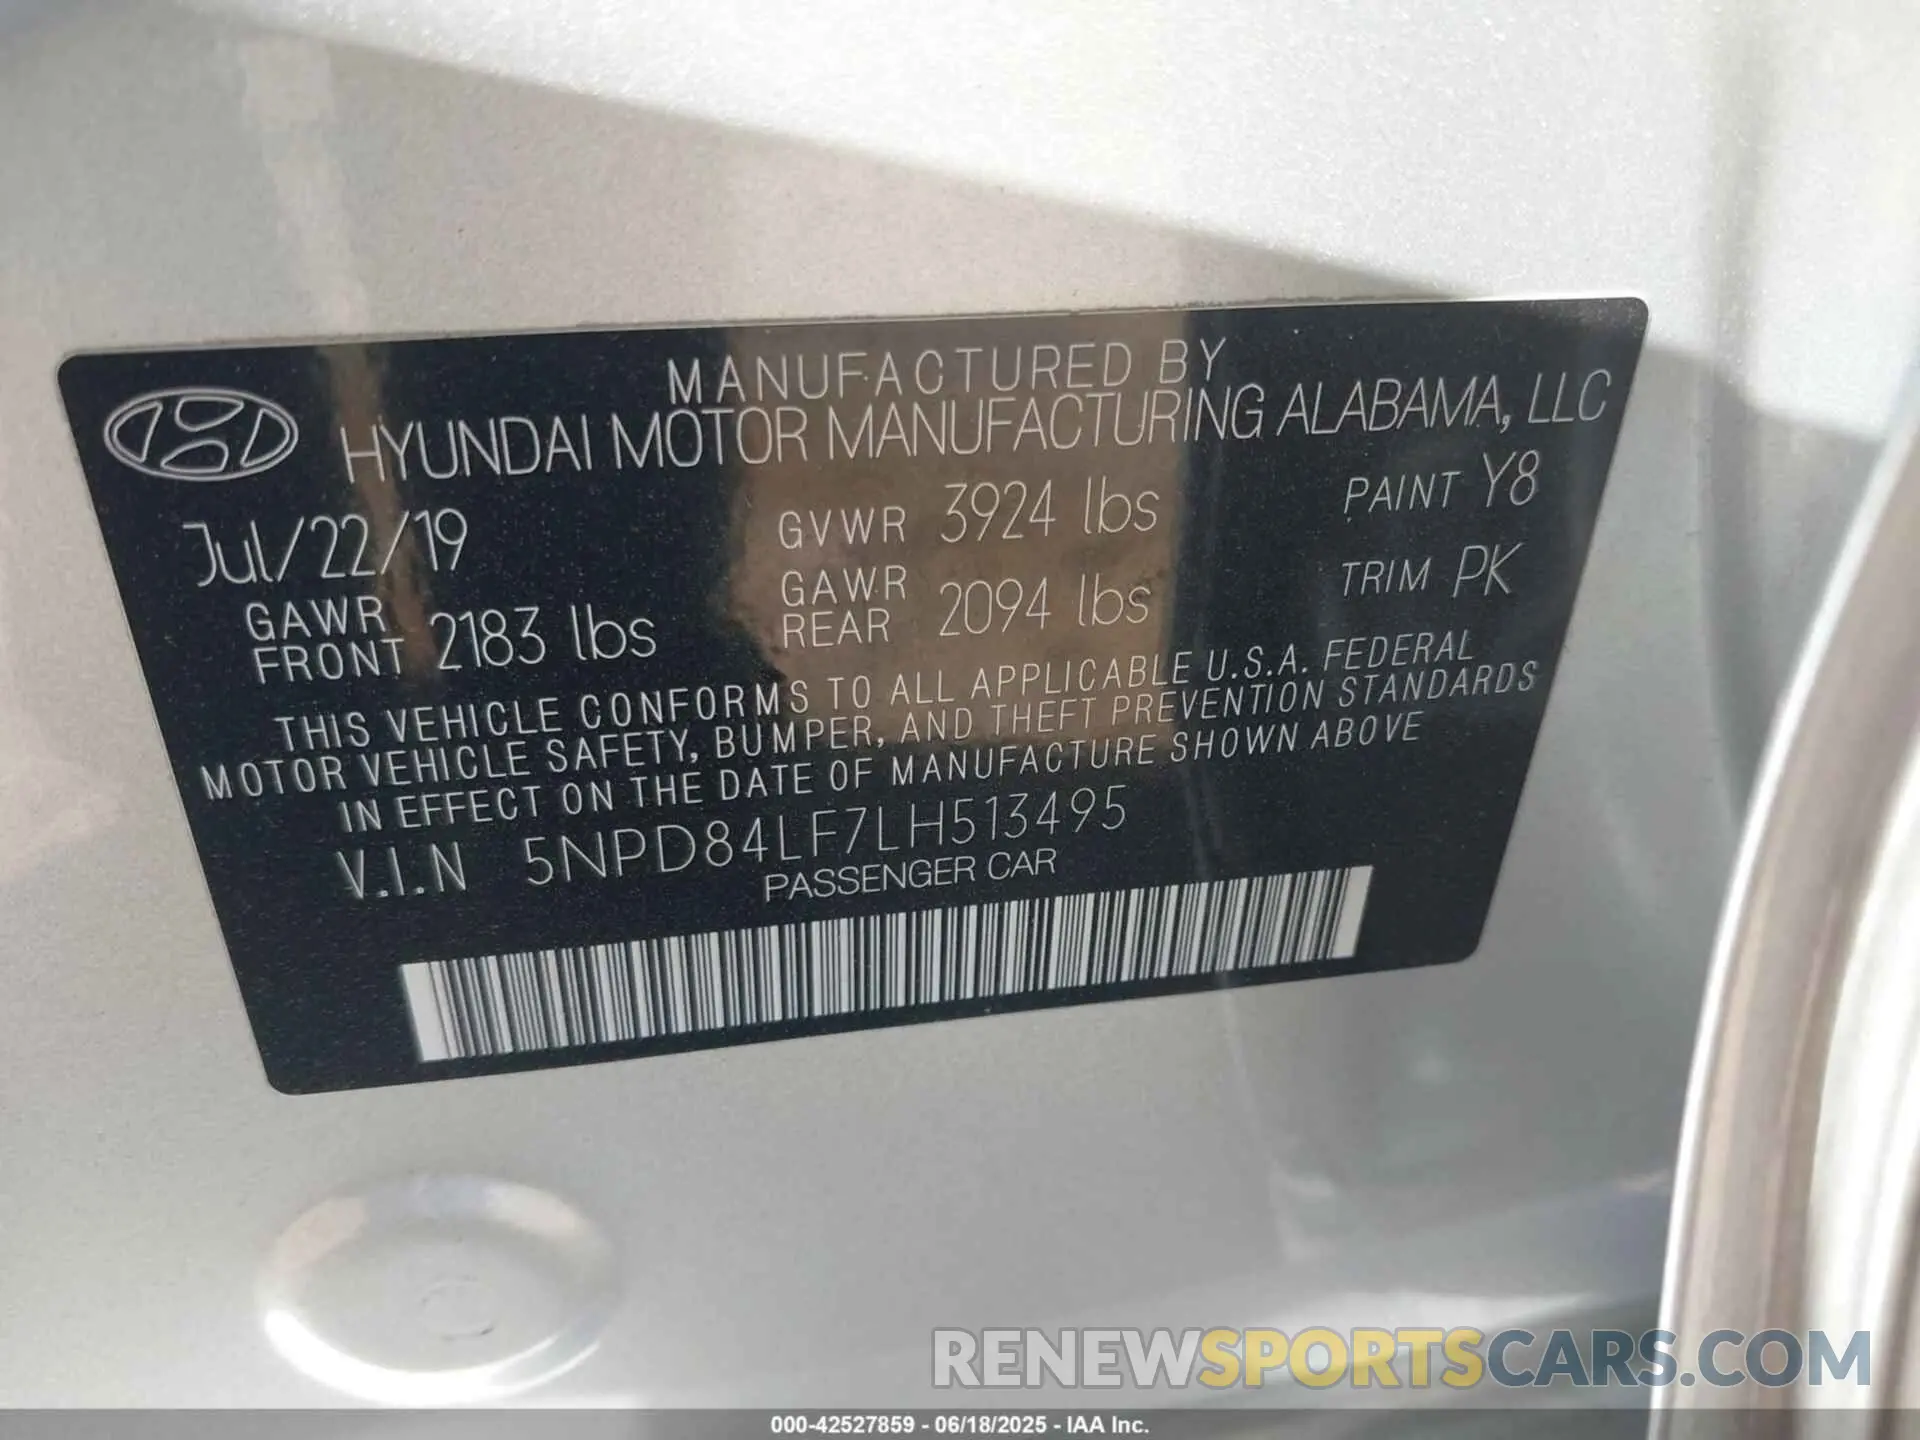 MANUFACTURED BY
HYUNDAI MOTOR MANUFACTURING ALABAMA, LLC
Jul/22/19 GVWR 3924 lbs PAINT Y8
GAWR FRONT 2183 lbs GAWR REAR 2094 lbs TRIM PK
THIS VEHICLE CONFORMS TO ALL APPLICABLE U.S.A. FEDERAL
MOTOR VEHICLE SAFETY, BUMPER, AND THEFT PREVENTION STANDARDS
IN EFFECT ON THE DATE OF MANUFACTURE SHOWN ABOVE
V.I.N 5NPD84LF7LH513495
PASSENGER CAR
RENEWSPORTSCARS.COM
000-42527859 - 06/18/2025 - IAA Inc.